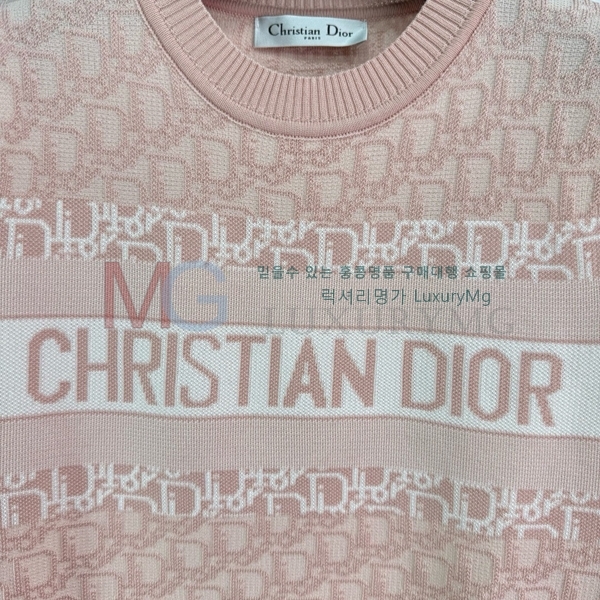 Christian Dior
PARIS
믿을수 있는 홍콩명품 구매대행 쇼핑몰
MG
럭셔리명가 LuxuryMg
LUXURYMG
CHRISTIAN DIOR